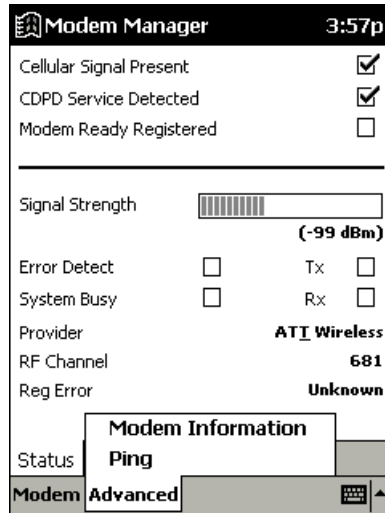 Modem Manager 3:57p
Cellular Signal Present
CDPD Service Detected
Modem Ready Registered
Signal Strength
(-99 dBm)
Error Detect Tx
System Busy Rx
Provider ATT Wireless
RF Channel 681
Reg Error Unknown
Modem Information
Status Ping
Modem Advanced